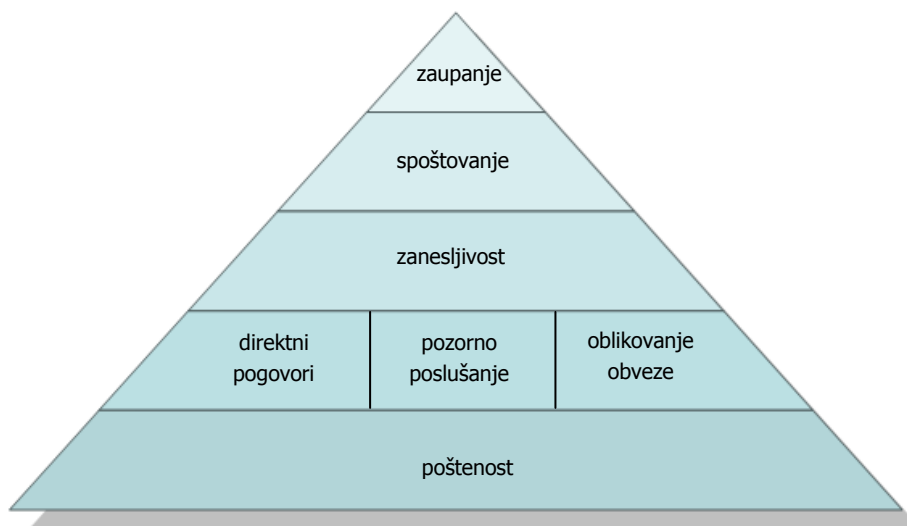 zaupanje
spoštovanje
zanesljivost
direktni
pogovori
pozorno
poslušanje
oblikovanje
obveze
poštenost